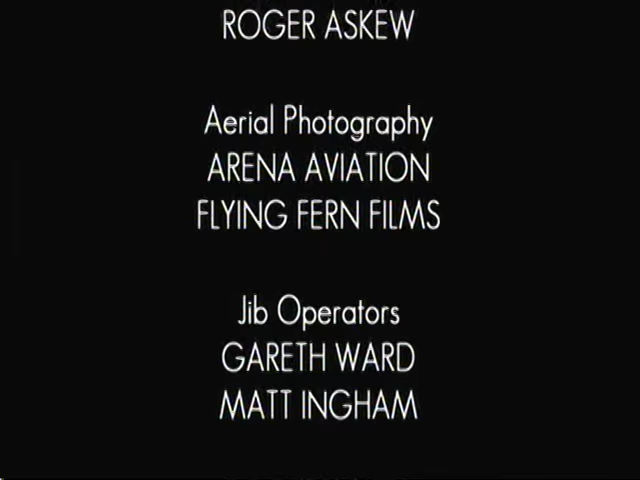 ROGER ASKEW
Aerial Photography
ARENA AVIATION
FLYING FERN FILMS
Jib Operators
GARETH WARD
MATT INGHAM